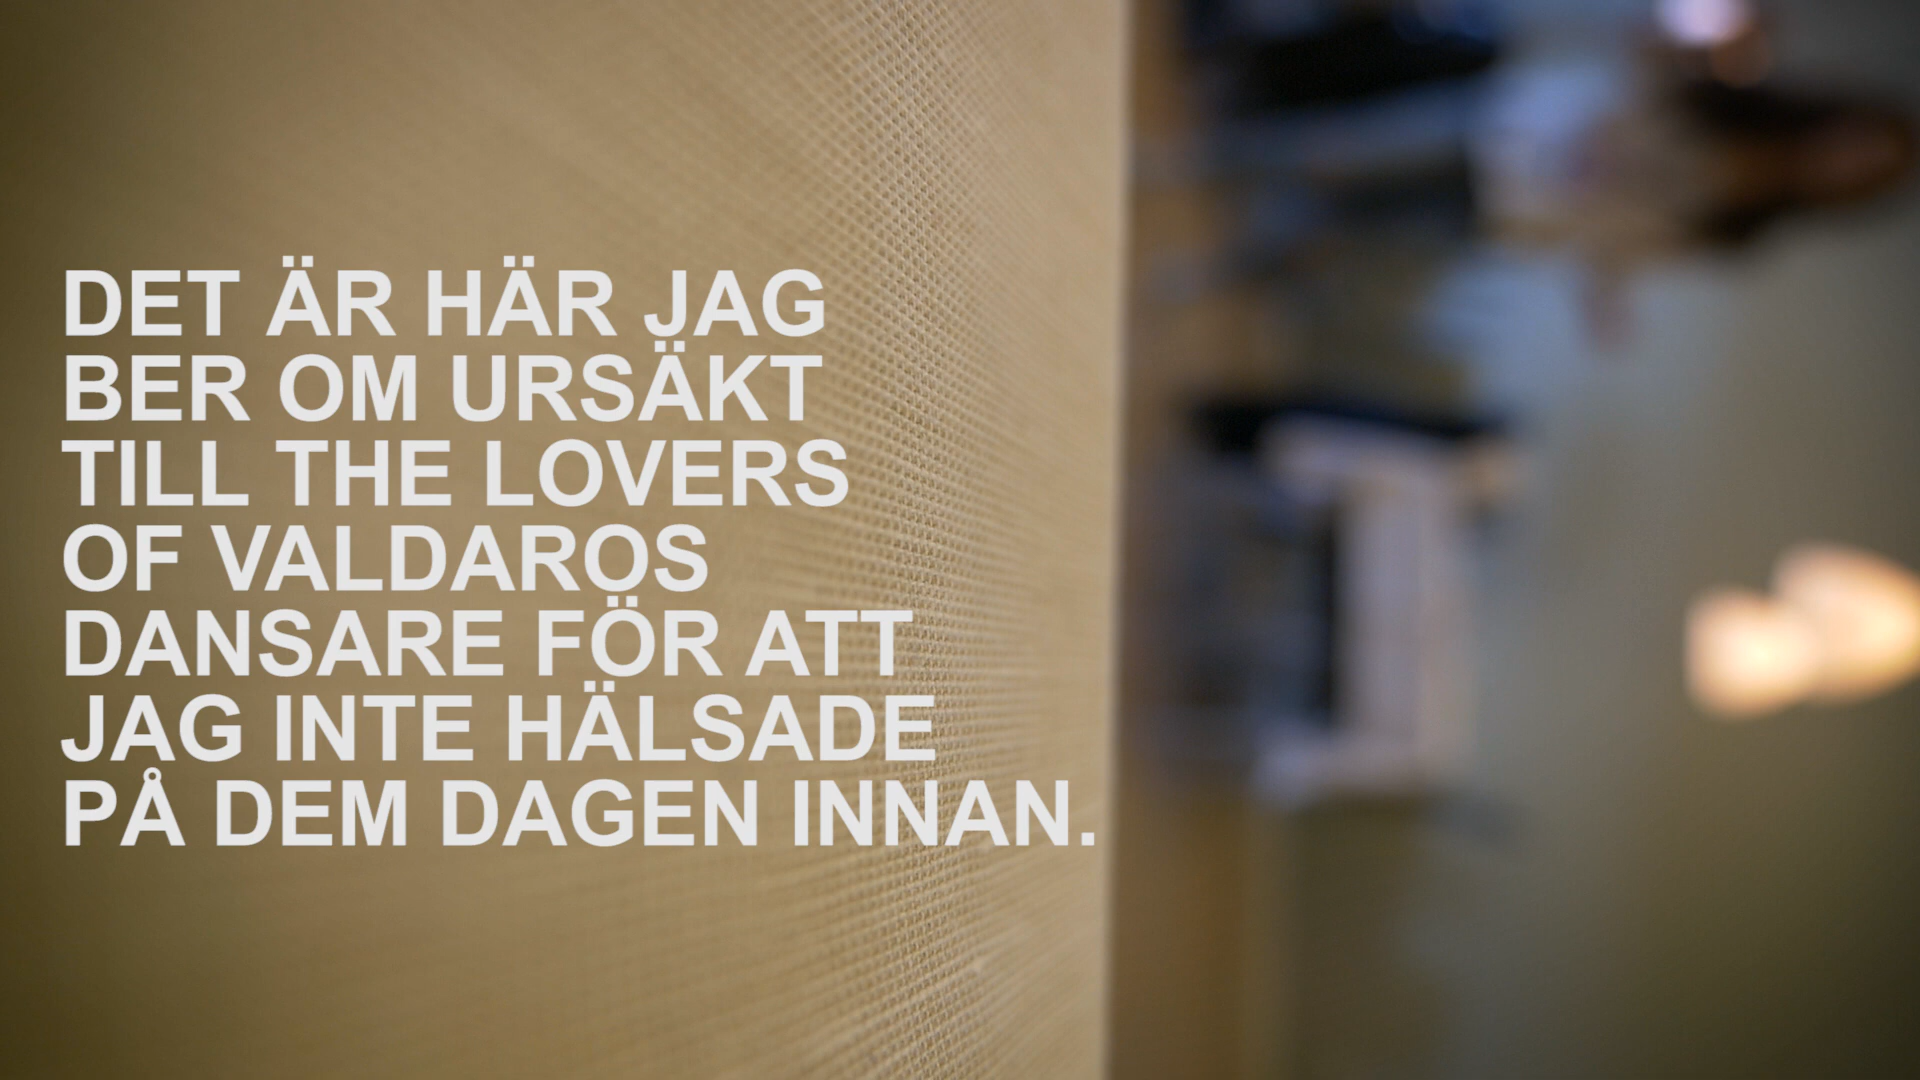 DET ÄR HÄR JAG
BER OM URSÄKT
TILL THE LOVERS
OF VALDAROS
DANSARE FÖR ATT
JAG INTE HÄLSADE
PÅ DEM DAGEN INNAN.